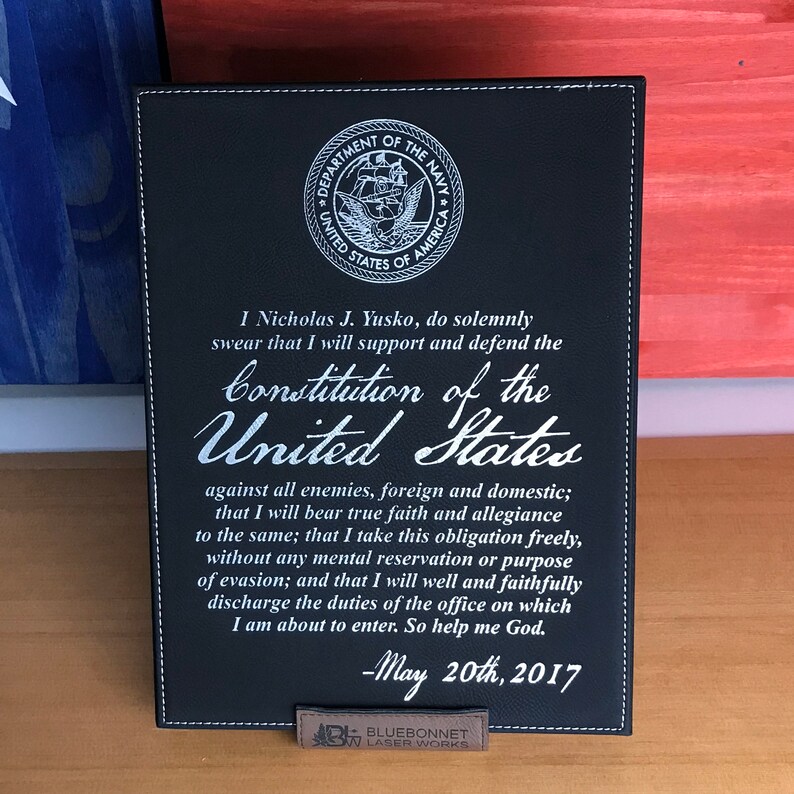 DEPARTMENT OF THE NAVY
UNITED STATES OF AMERICA
I Nicholas J. Yusko, do solemnly
swear that I will support and defend the
Constitution of the
United States
against all enemies, foreign and domestic;
that I will bear true faith and allegiance
to the same; that I take this obligation freely,
without any mental reservation or purpose
of evasion; and that I will well and faithfully
discharge the duties of the office on which
I am about to enter. So help me God.
-May 20th, 2017
BLW BLUEBONNET
LASER WORKS